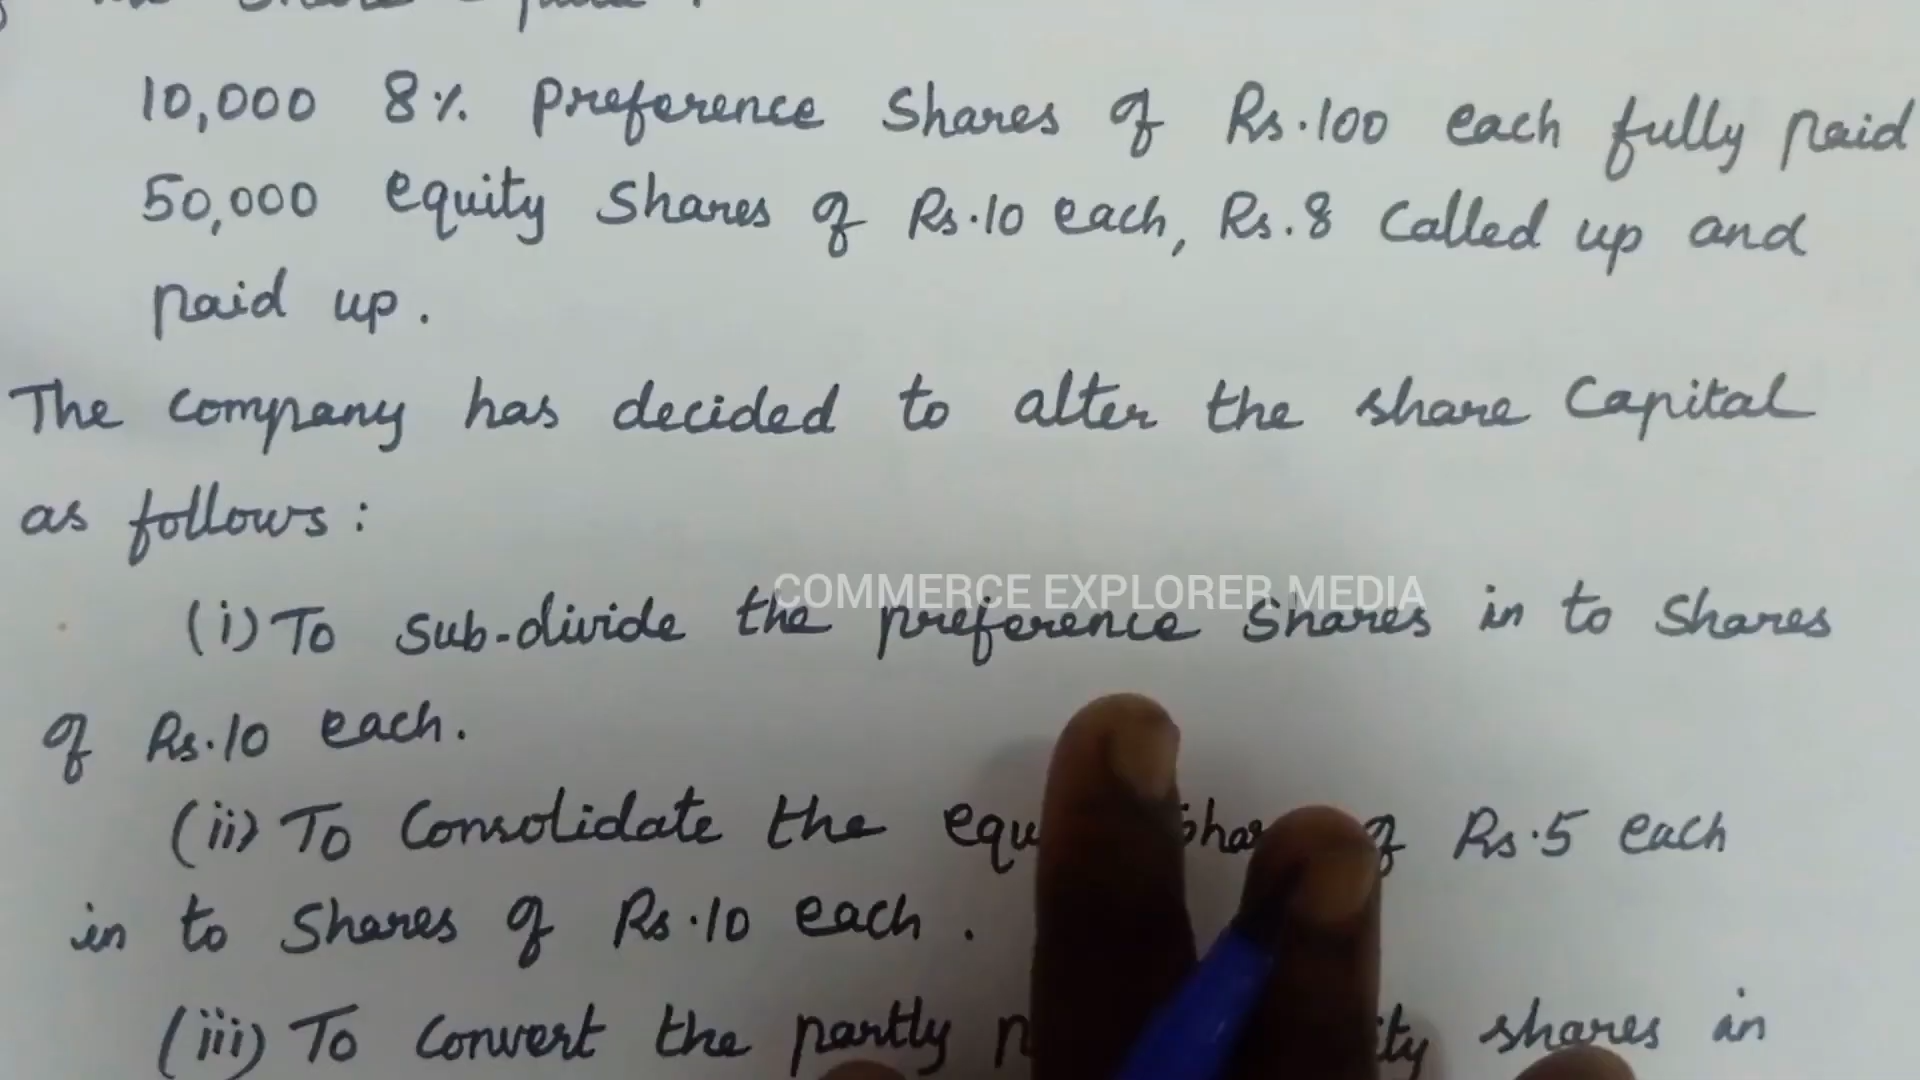 10,000 8% Preference Shares of Rs.100 each fully paid
50,000 equity Shares of Rs.10 each, Rs.8 Called up and
paid up.
The company has decided to alter the share Capital
as follows:
COMMERCE EXPLORER MEDIA
(i) To Sub-divide the preference Shares in to Shares
of Rs.10 each.
(ii) To Consolidate the of Rs.5 each
in to Shares of Rs.10 each.
(iii) To Convert the partly shares in